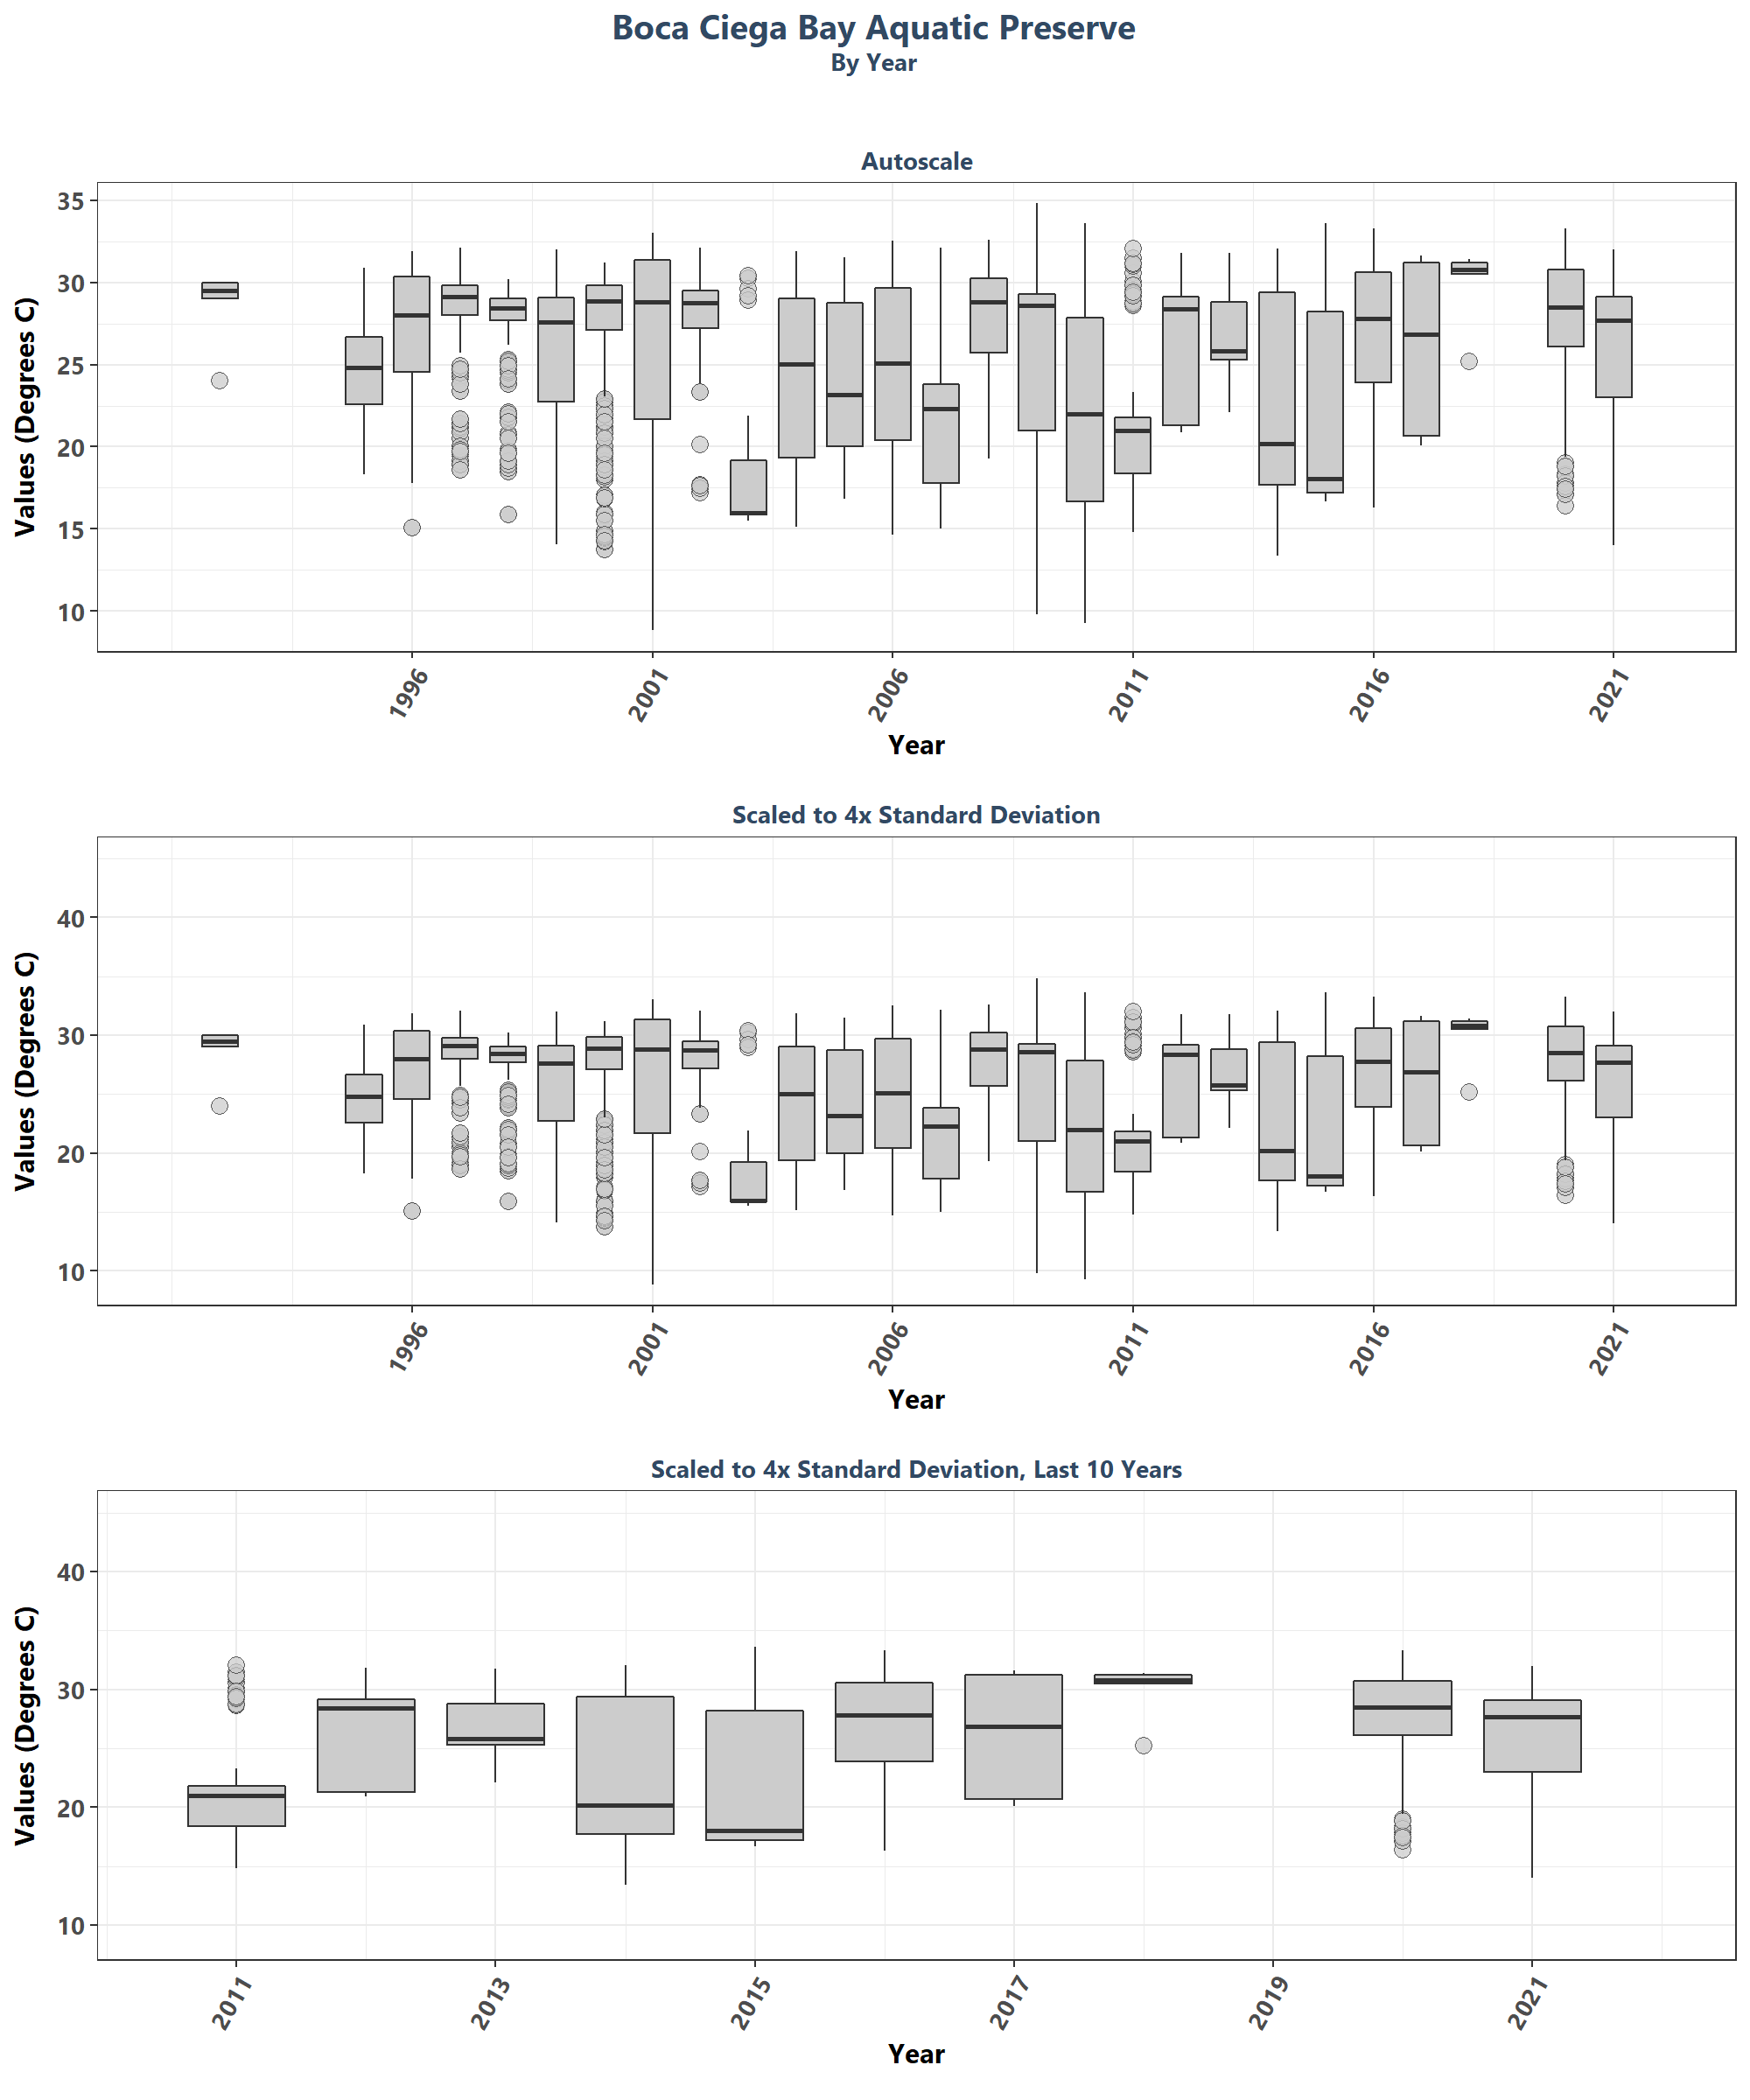 Boca Ciega Bay Aquatic Preserve
By Year
Autoscale
Values (Degrees C)
35
30
25
20
15
10
1996
2001
2006
2011
2016
2021
Year
Scaled to 4x Standard Deviation
Values (Degrees C)
40
30
20
10
1996
2001
2006
2011
2016
2021
Year
Scaled to 4x Standard Deviation, Last 10 Years
Values (Degrees C)
40
30
20
10
2011
2013
2015
2017
2019
2021
Year